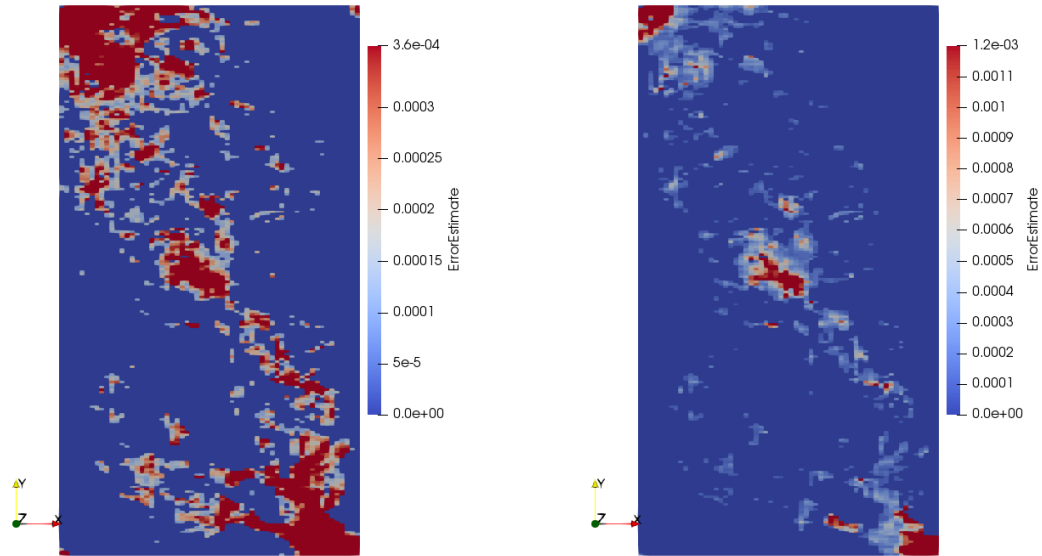 3.6e-04
0.0003
0.00025
0.0002
0.00015
0.0001
5e-5
0.0e+00
ErrorEstimate
Y
Z
X
1.2e-03
0.0011
0.001
0.0009
0.0008
0.0007
0.0006
0.0005
0.0004
0.0003
0.0002
0.0001
0.0e+00
ErrorEstimate
Y
Z
X